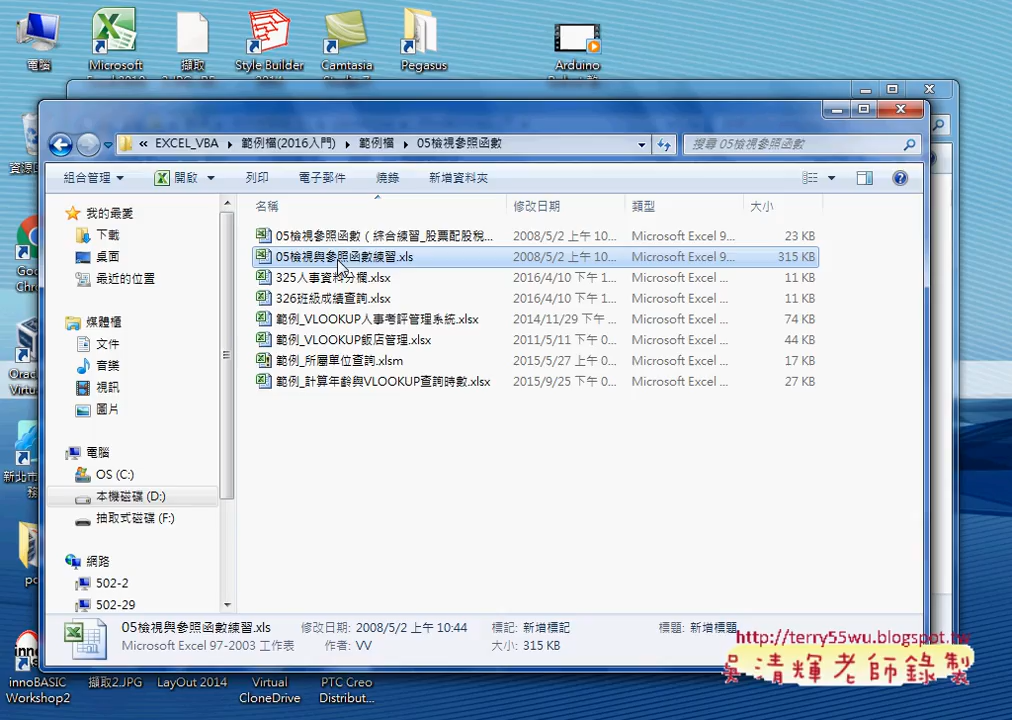 電腦
Microsoft
擷取
Style Builder
Camtasia
Pegasus
Arduino
« EXCEL_VBA ▸ 範例檔(2016入門) ▸ 範例檔 ▸ 05檢視參照函數
搜尋 05檢視參照函數
組合管理 開啟 列印 電子郵件 燒錄 新增資料夾
名稱 修改日期 類型 大小
05檢視參照函數（綜合練習_股票配股稅... 2008/5/2 上午 10... Microsoft Excel 9... 23 KB
05檢視與參照函數練習.xls 2008/5/2 上午 10... Microsoft Excel 9... 315 KB
325人事資料分欄.xlsx 2016/4/10 下午 1... Microsoft Excel ... 11 KB
326班級成績查詢.xlsx 2016/4/10 下午 1... Microsoft Excel ... 11 KB
範例_VLOOKUP人事考評管理系統.xlsx 2014/11/29 下午 ... Microsoft Excel ... 74 KB
範例_VLOOKUP飯店管理.xlsx 2011/5/11 下午 0... Microsoft Excel ... 44 KB
範例_所屬單位查詢.xlsm 2015/5/27 上午 0... Microsoft Excel ... 17 KB
範例_計算年齡與VLOOKUP查詢時數.xlsx 2015/9/25 下午 0... Microsoft Excel ... 27 KB
我的最愛
下載
桌面
最近的位置
媒體櫃
文件
音樂
視訊
圖片
電腦
OS (C:)
本機磁碟 (D:)
抽取式磁碟 (F:)
網路
502-2
502-29
05檢視與參照函數練習.xls 修改日期: 2008/5/2 上午 10:44 標記: 新增標記 標題: 新增標題
Microsoft Excel 97-2003 工作表 作者: VV 大小: 315 KB
http://terry55wu.blogspot.tw
吳清輝老師錄製
innoBASIC
Workshop2
擷取2.JPG
LayOut 2014
Virtual
CloneDrive
PTC Creo
Distribut...